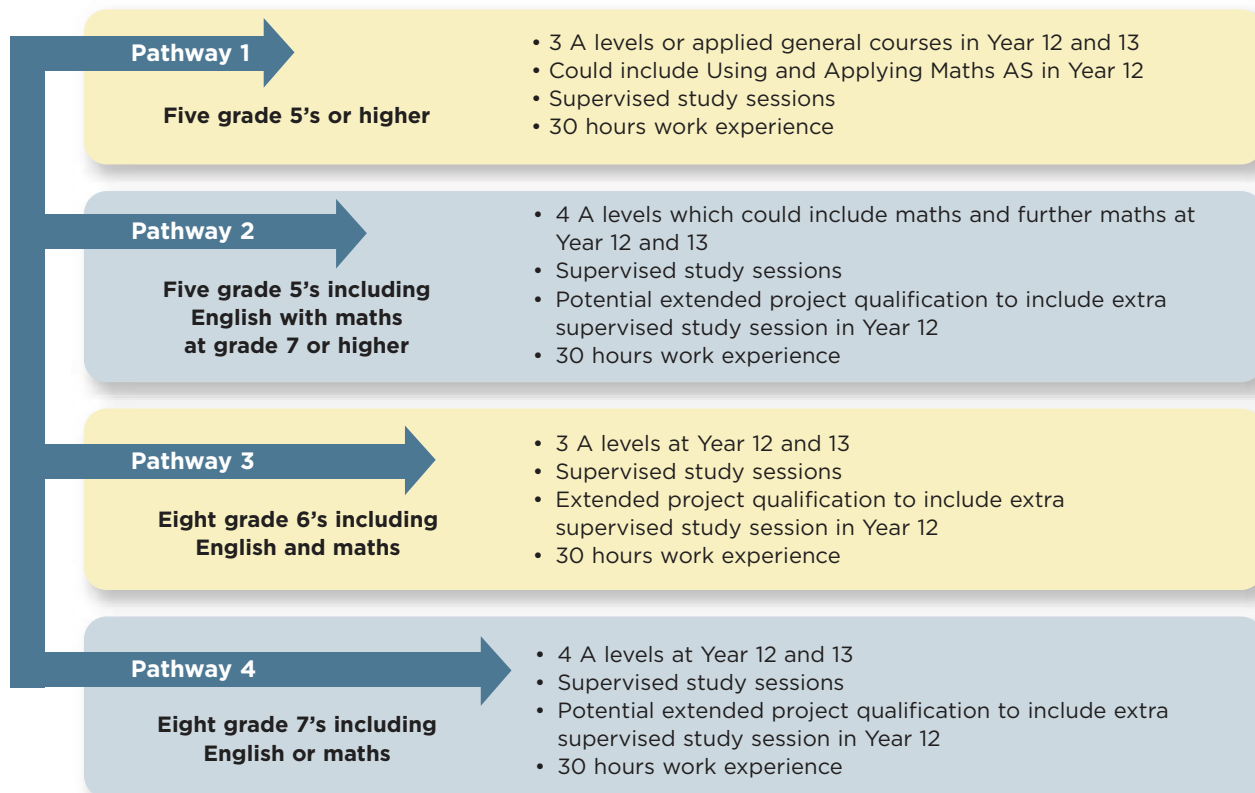 Pathway 1
Five grade 5’s or higher
• 3 A levels or applied general courses in Year 12 and 13
• Could include Using and Applying Maths AS in Year 12
• Supervised study sessions
• 30 hours work experience
Pathway 2
Five grade 5’s including
English with maths
at grade 7 or higher
• 4 A levels which could include maths and further maths at
Year 12 and 13
• Supervised study sessions
• Potential extended project qualification to include extra
supervised study session in Year 12
• 30 hours work experience
Pathway 3
Eight grade 6’s including
English and maths
• 3 A levels at Year 12 and 13
• Supervised study sessions
• Extended project qualification to include extra
supervised study session in Year 12
• 30 hours work experience
Pathway 4
Eight grade 7’s including
English or maths
• 4 A levels at Year 12 and 13
• Supervised study sessions
• Potential extended project qualification to include extra
supervised study session in Year 12
• 30 hours work experience